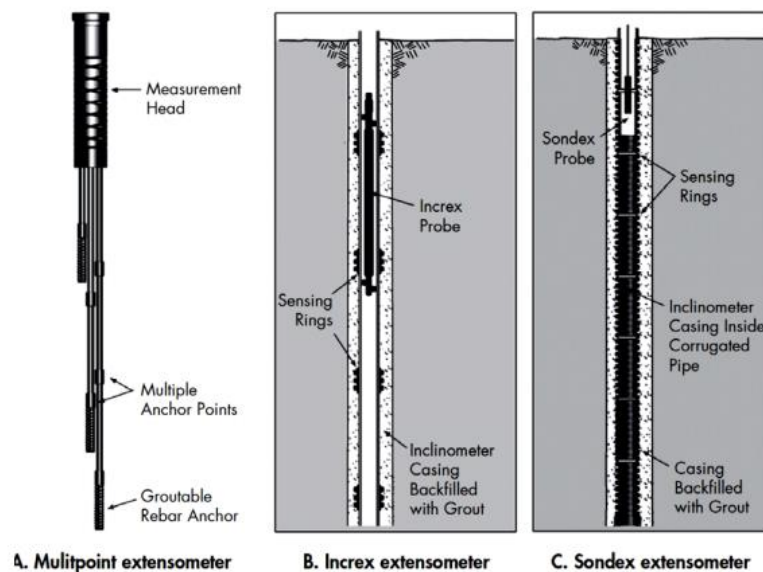 Measurement
Head
Multiple
Anchor Points
Groutable
Rebar Anchor
A. Mulitpoint extensometer
Increx
Probe
Sensing
Rings
Inclinometer
Casing
Backfilled
with Grout
B. Increx extensometer
Sondex
Probe
Sensing
Rings
Inclinometer
Casing Inside
Corrugated
Pipe
Casing
Backfilled
with Grout
C. Sondex extensometer